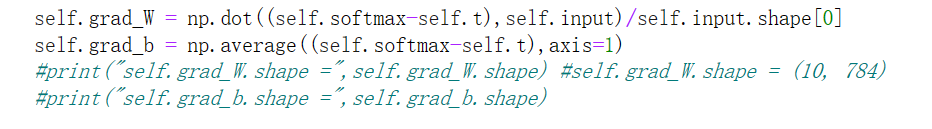 self.grad_W = np.dot((self.softmax-self.t),self.input)/self.input.shape[0]
self.grad_b = np.average((self.softmax-self.t),axis=1)
#print("self.grad_W.shape =",self.grad_W.shape) #self.grad_W.shape = (10, 784)
#print("self.grad_b.shape =",self.grad_b.shape)